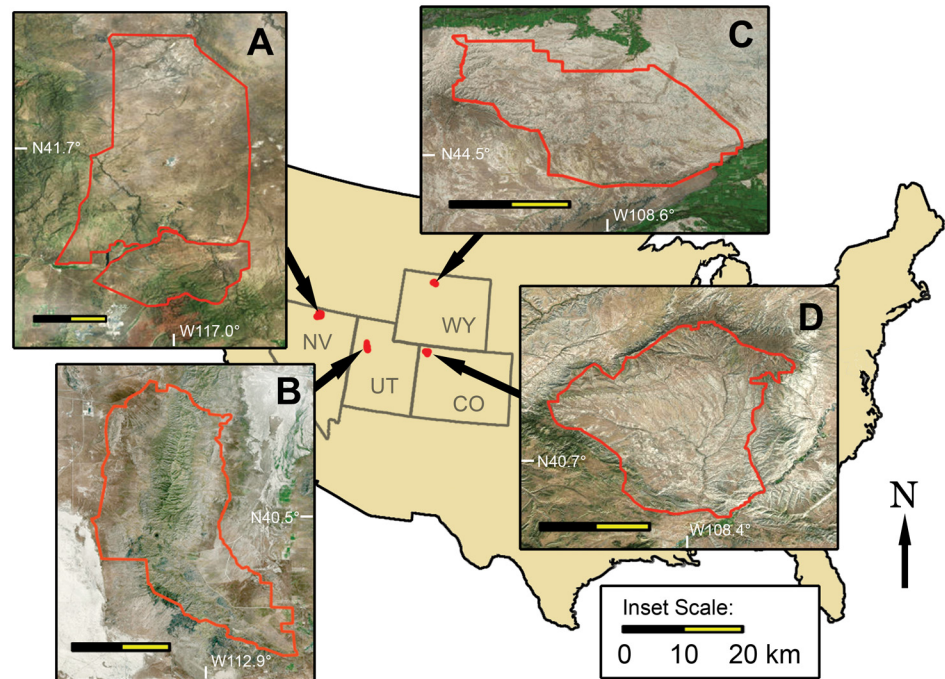 A
N41.7°
W117.0°
C
N44.5°
W108.6°
NV
UT
WY
CO
B
N40.5°
W112.9°
D
N40.7°
W108.4°
N
Inset Scale:
0 10 20 km